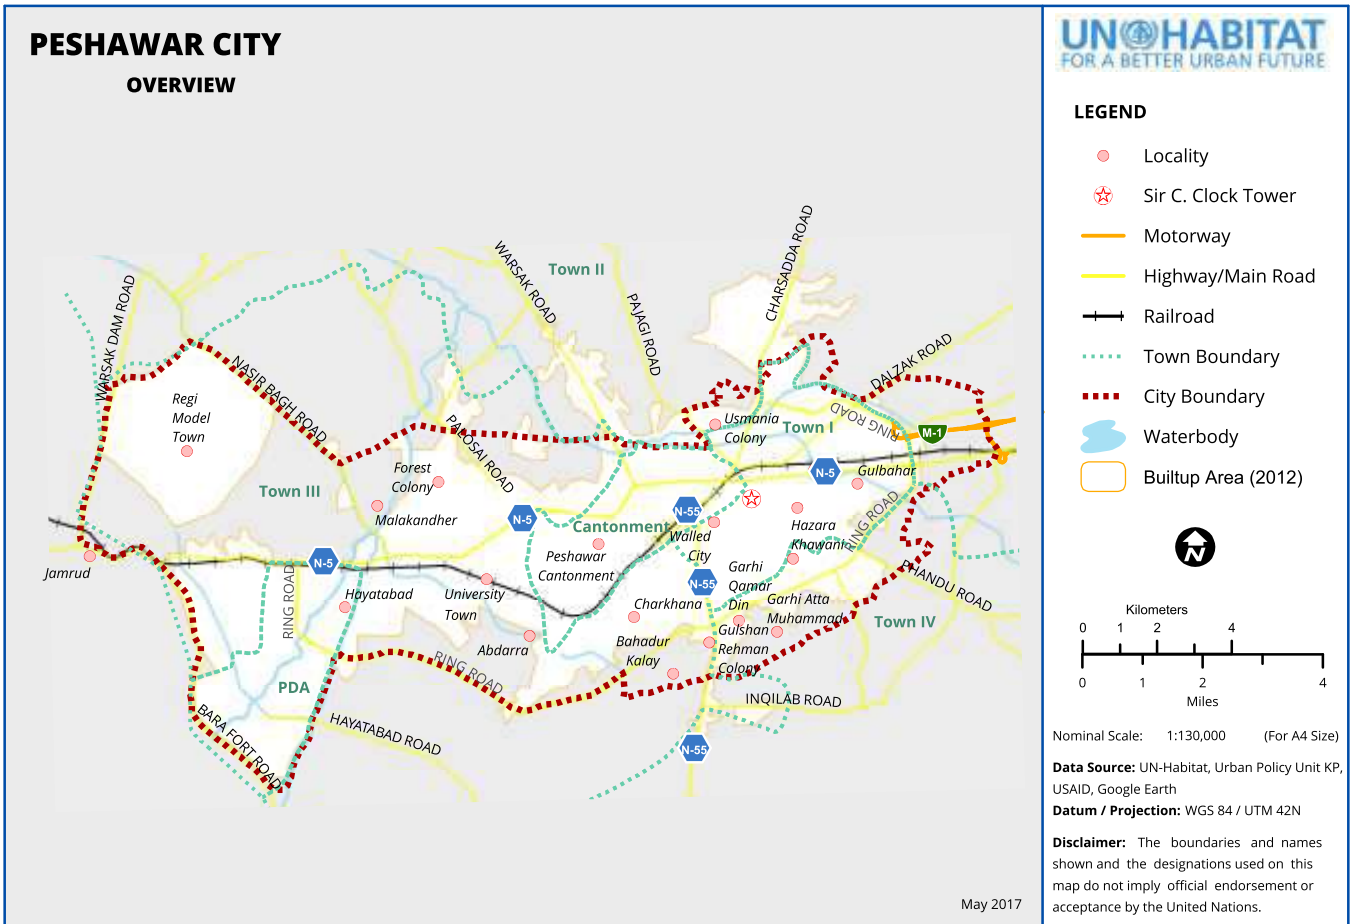 PESHAWAR CITY
OVERVIEW
WARSAK DAM ROAD
NASIR BAGH ROAD
WARSAK ROAD
Town II
PAJAGI ROAD
CHARSADDA ROAD
DALZAK ROAD
Regi
Model
Town
PALOSAI ROAD
Usmania
Colony
Town I
RING ROAD
M-1
Forest
Colony
Town III
Malakandher
N-5
Cantonment
N-55
Walled
City
N-5
Gulbahar
Hazara
Khawani
RING ROAD
Jamrud
N-5
RING ROAD
Hayatabad
University
Town
Peshawar
Cantonment
N-55
Garhi
Qamar
Din
Garhi Atta
Muhammad
PHANDU ROAD
Town IV
Charkhana
Abdarra
Bahadur
Kalay
Gulshan
Rehman
Colony
RING ROAD
PDA
BARA FORT ROAD
HAYATABAD ROAD
INQILAB ROAD
N-55
May 2017
UN HABITAT
FOR A BETTER URBAN FUTURE
LEGEND
Locality
Sir C. Clock Tower
Motorway
Highway/Main Road
Railroad
Town Boundary
City Boundary
Waterbody
Builtup Area (2012)
N
Kilometers
0 1 2 4
0 1 2 4
Miles
Nominal Scale: 1:130,000 (For A4 Size)
Data Source: UN-Habitat, Urban Policy Unit KP,
USAID, Google Earth
Datum / Projection: WGS 84 / UTM 42N
Disclaimer: The boundaries and names
shown and the designations used on this
map do not imply official endorsement or
acceptance by the United Nations.